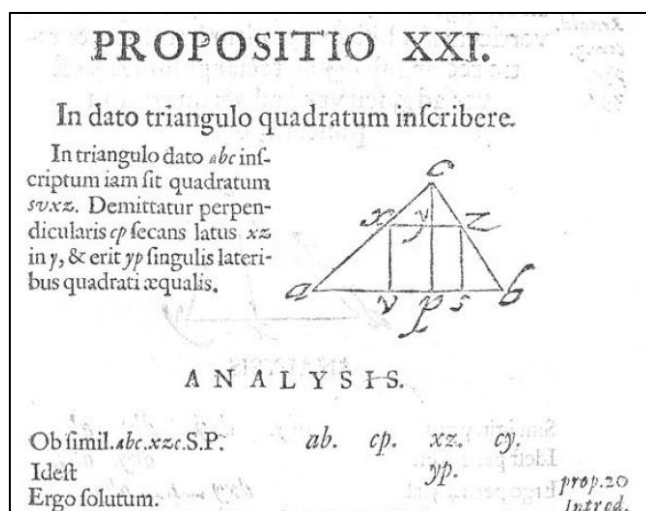 PROPOSITIO XXI.
In dato triangulo quadratum inſcribere.
In triangulo dato abc inſ-
criptum iam ſit quadratum
svxz. Demittatur perpen-
dicularis cp ſecans latus xz
in y, & erit yp ſingulis lateri-
bus quadrati æqualis.
c
x y z
a v p s b
ANALYSIS.
Ob ſimil. abc. xzc. S.P. ab. cp. xz. cy.
Ideſt yp.
prop. 20
Ergo ſolutum. Introd.